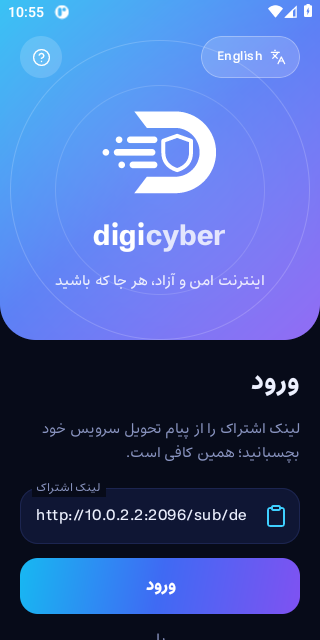 10:55
English
digicyber
اینترنت امن و آزاد، هر جا که باشید
ورود
لینک اشتراک را از پیام تحویل سرویس خود
بچسبانید؛ همین کافی است.
لینک اشتراک
http://10.0.2.2:2096/sub/de
ورود
یا